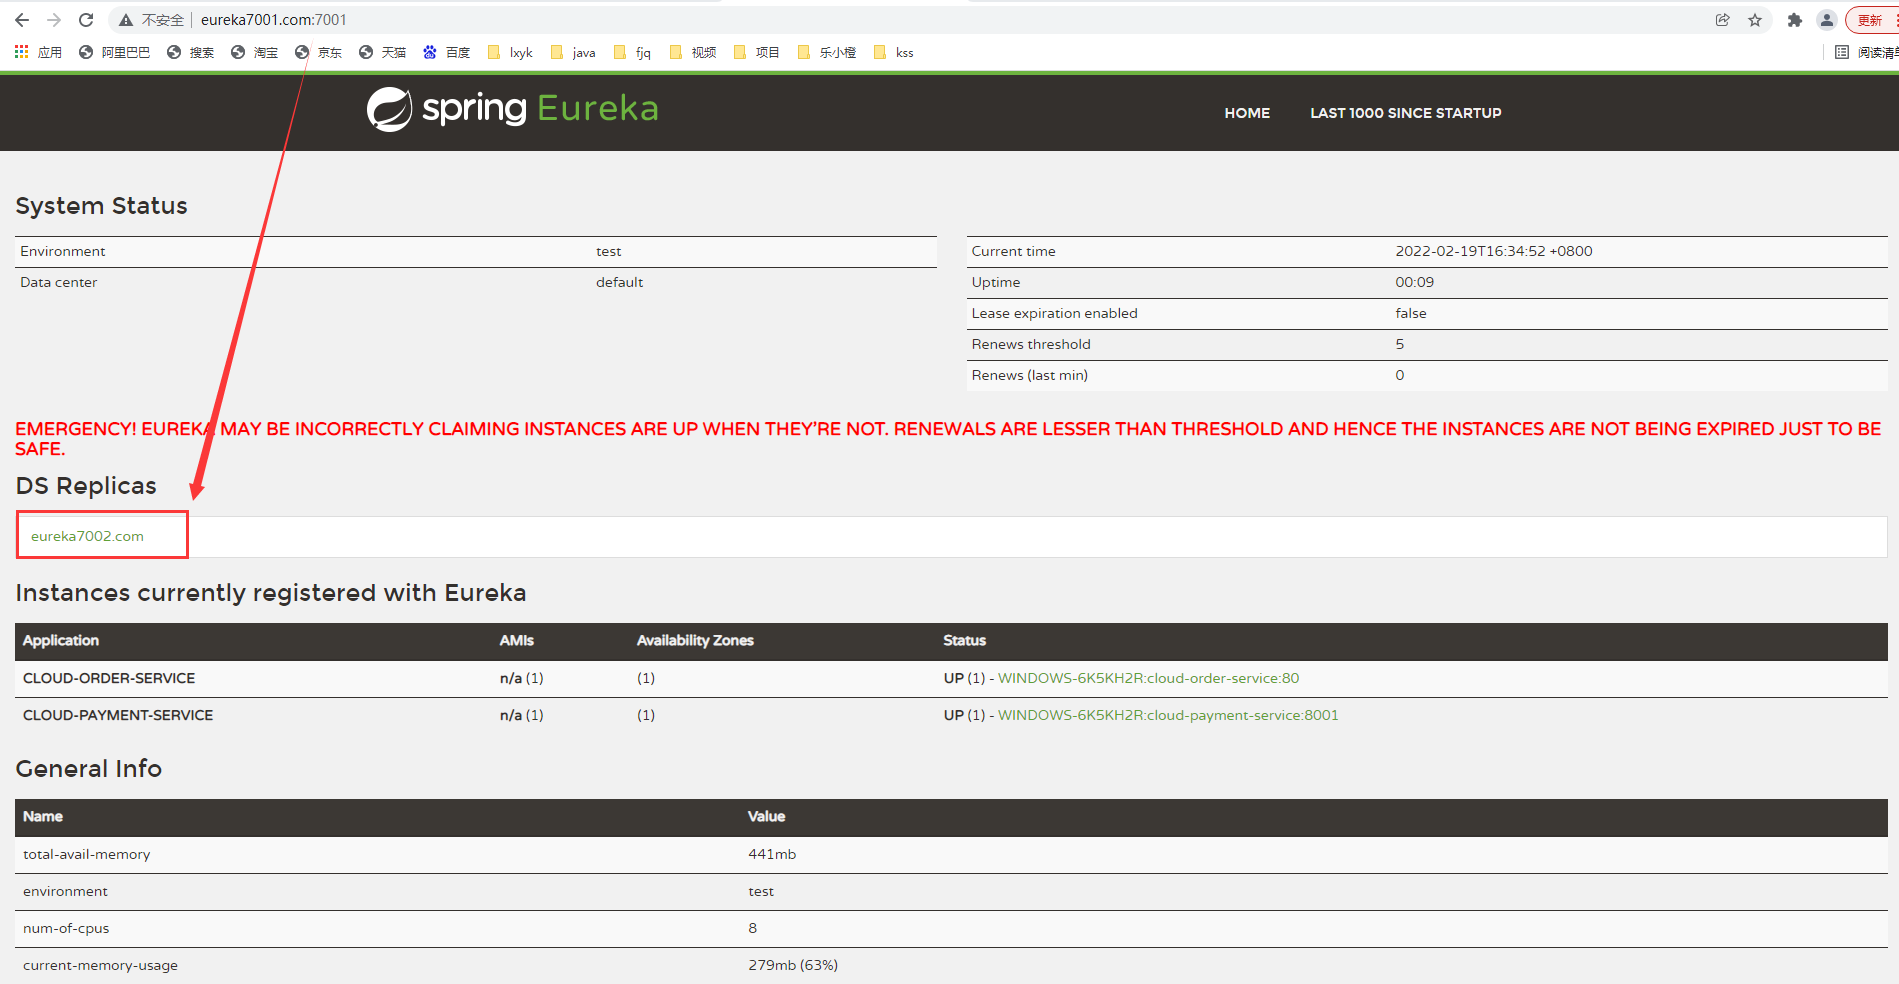 不安全 eureka7001.com:7001 更新
应用 阿里巴巴 搜索 淘宝 京东 天猫 百度 lxyk java fjq 视频 项目 乐小橙 kss 阅读清单
spring Eureka HOME LAST 1000 SINCE STARTUP
System Status
Environment test
Data center default
Current time 2022-02-19T16:34:52 +0800
Uptime 00:09
Lease expiration enabled false
Renews threshold 5
Renews (last min) 0
EMERGENCY! EUREKA MAY BE INCORRECTLY CLAIMING INSTANCES ARE UP WHEN THEY'RE NOT. RENEWALS ARE LESSER THAN THRESHOLD AND HENCE THE INSTANCES ARE NOT BEING EXPIRED JUST TO BE
SAFE.
DS Replicas
eureka7002.com
Instances currently registered with Eureka
Application AMIs Availability Zones Status
CLOUD-ORDER-SERVICE n/a (1) (1) UP (1) - WINDOWS-6K5KH2R:cloud-order-service:80
CLOUD-PAYMENT-SERVICE n/a (1) (1) UP (1) - WINDOWS-6K5KH2R:cloud-payment-service:8001
General Info
Name Value
total-avail-memory 441mb
environment test
num-of-cpus 8
current-memory-usage 279mb (63%)